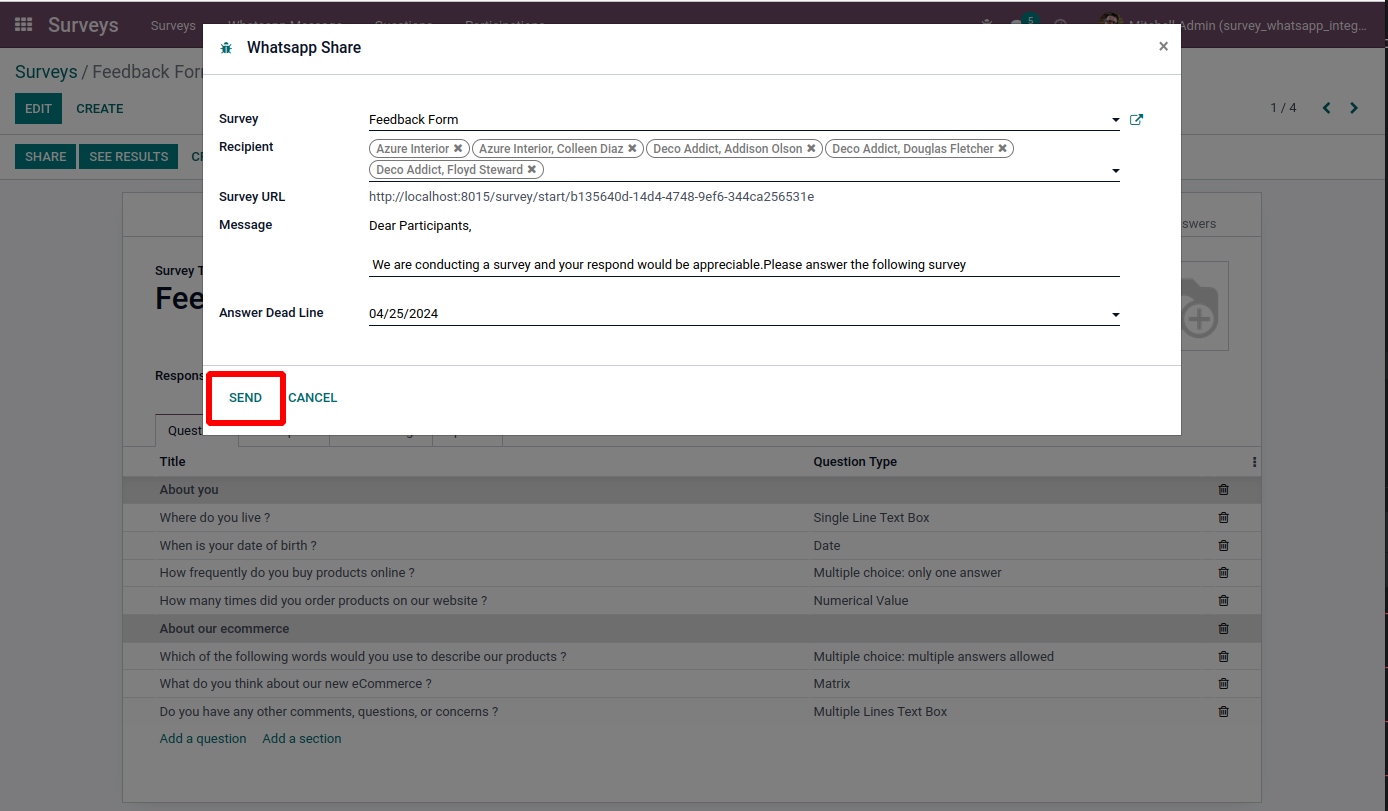 Surveys Surveys Whatsapp Message Questions Participations 5 Mitchell Admin (survey_whatsapp_integ...
Whatsapp Share ×
Surveys / Feedback For
EDIT CREATE 1 / 4
SHARE SEE RESULTS
Survey Feedback Form
Recipient Azure Interior ✖ Azure Interior, Colleen Diaz ✖ Deco Addict, Addison Olson ✖ Deco Addict, Douglas Fletcher ✖
Deco Addict, Floyd Steward ✖
Survey URL http://localhost:8015/survey/start/b135640d-14d4-4748-9ef6-344ca256531e
Message Dear Participants,
We are conducting a survey and your respond would be appreciable.Please answer the following survey
Answer Dead Line 04/25/2024
SEND CANCEL
swers
Survey T
Fee
Respons
Quest
Title Question Type
About you
Where do you live ? Single Line Text Box
When is your date of birth ? Date
How frequently do you buy products online ? Multiple choice: only one answer
How many times did you order products on our website ? Numerical Value
About our ecommerce
Which of the following words would you use to describe our products ? Multiple choice: multiple answers allowed
What do you think about our new eCommerce ? Matrix
Do you have any other comments, questions, or concerns ? Multiple Lines Text Box
Add a question Add a section